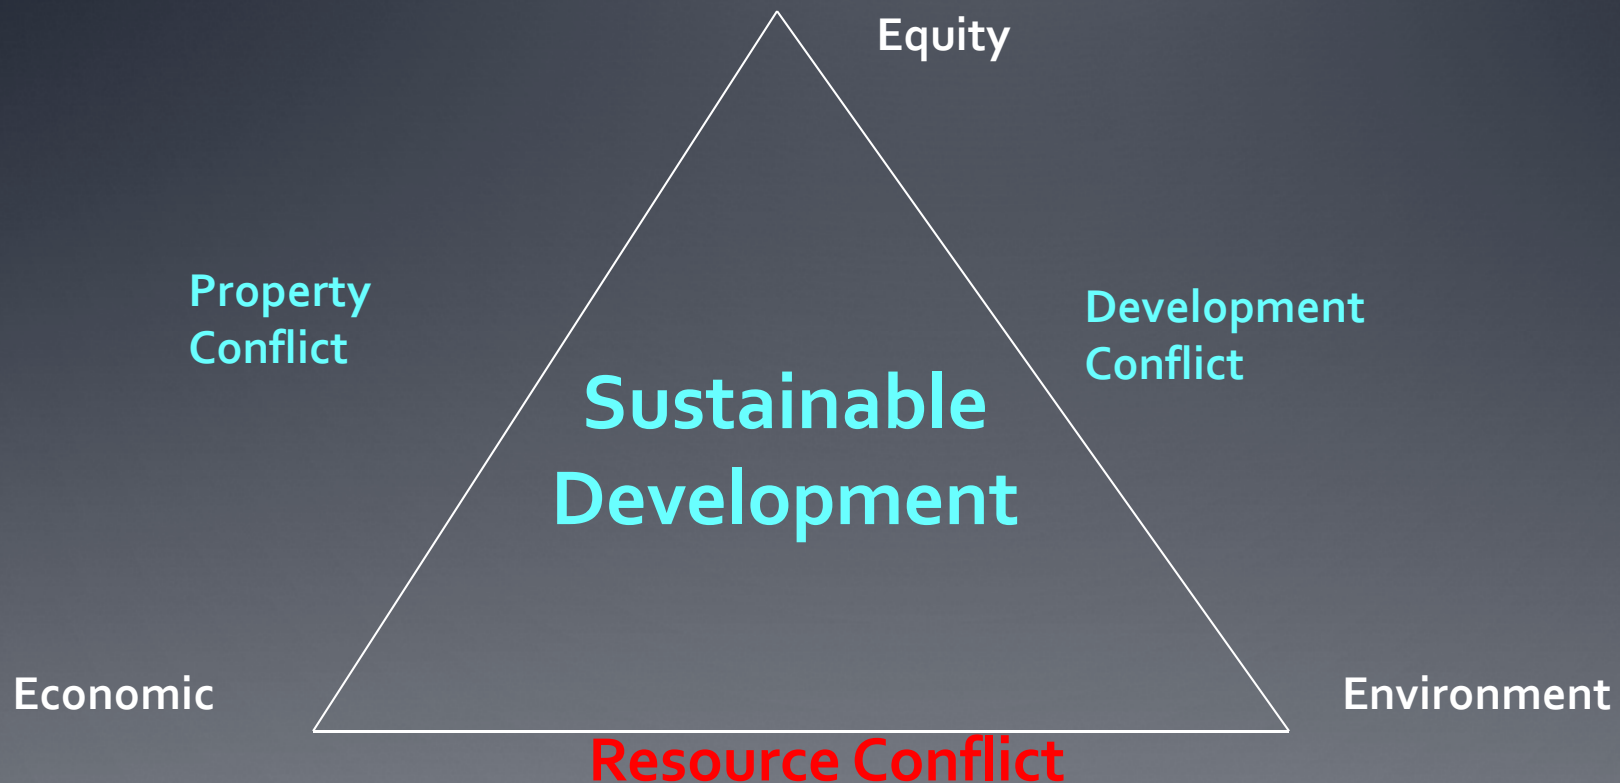 Equity
Property
Conflict
Development
Conflict
Sustainable
Development
Economic
Environment
Resource Conflict